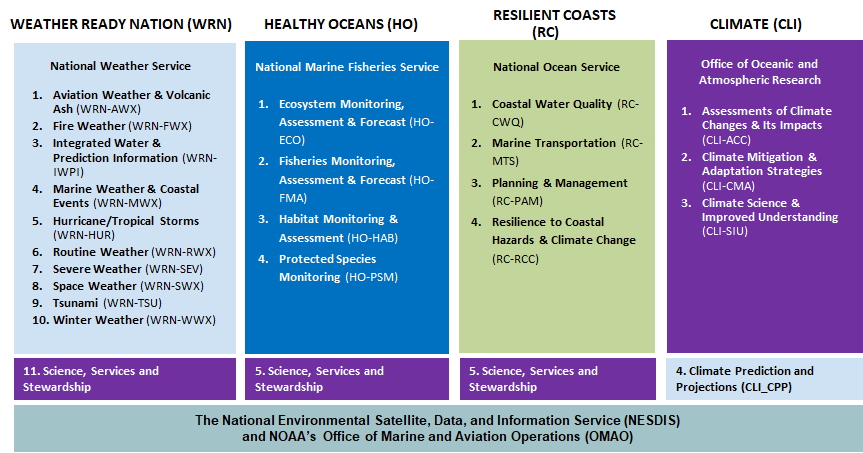 WEATHER READY NATION (WRN)
National Weather Service
1. Aviation Weather & Volcanic
Ash (WRN-AWX)
2. Fire Weather (WRN-FWX)
3. Integrated Water &
Prediction Information (WRN-
IWPI)
4. Marine Weather & Coastal
Events (WRN-MWX)
5. Hurricane/Tropical Storms
(WRN-HUR)
6. Routine Weather (WRN-RWX)
7. Severe Weather (WRN-SEV)
8. Space Weather (WRN-SWX)
9. Tsunami (WRN-TSU)
10. Winter Weather (WRN-WWX)
11. Science, Services and
Stewardship
HEALTHY OCEANS (HO)
National Marine Fisheries Service
1. Ecosystem Monitoring,
Assessment & Forecast (HO-
ECO)
2. Fisheries Monitoring,
Assessment & Forecast (HO-
FMA)
3. Habitat Monitoring &
Assessment (HO-HAB)
4. Protected Species
Monitoring (HO-PSM)
5. Science, Services and
Stewardship
RESILIENT COASTS
(RC)
National Ocean Service
1. Coastal Water Quality (RC-
CWQ)
2. Marine Transportation (RC-
MTS)
3. Planning & Management
(RC-PAM)
4. Resilience to Coastal
Hazards & Climate Change
(RC-RCC)
5. Science, Services and
Stewardship
CLIMATE (CLI)
Office of Oceanic and
Atmospheric Research
1. Assessments of Climate
Changes & Its Impacts
(CLI-ACC)
2. Climate Mitigation &
Adaptation Strategies
(CLI-CMA)
3. Climate Science &
Improved Understanding
(CLI-SIU)
4. Climate Prediction and
Projections (CLI_CPP)
The National Environmental Satellite, Data, and Information Service (NESDIS)
and NOAA's Office of Marine and Aviation Operations (OMAO)